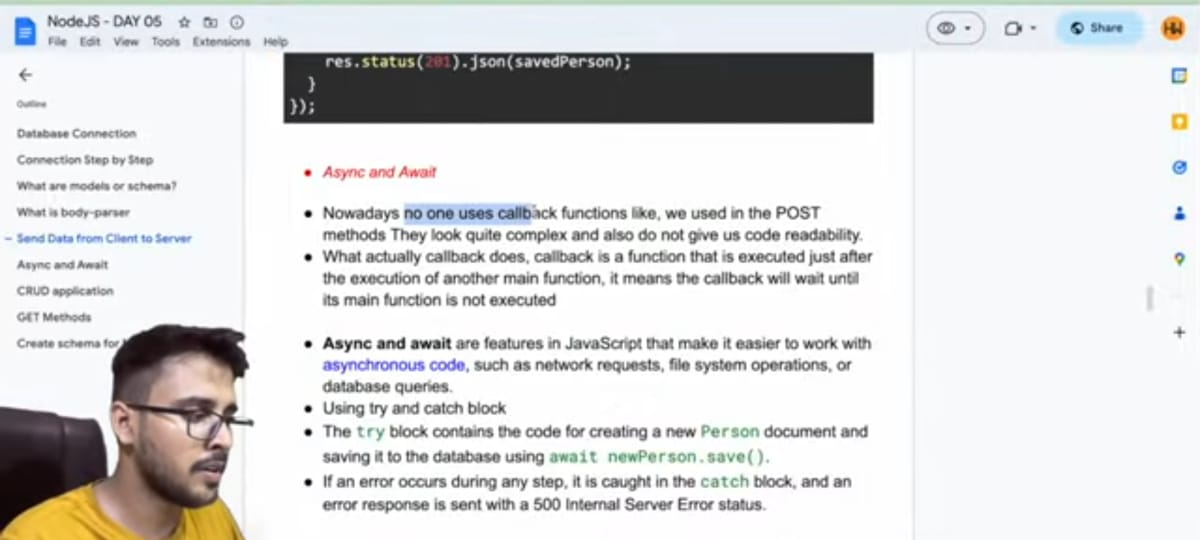 NodeJS - DAY 05
File Edit View Tools Extensions Help
Share
HW
Outline
Database Connection
Connection Step by Step
What are models or schema?
What is body-parser
Send Data from Client to Server
Async and Await
CRUD application
GET Methods
Create schema for
res.status(201).json(savedPerson);
}
});
Async and Await
Nowadays no one uses callback functions like, we used in the POST
methods They look quite complex and also do not give us code readability.
What actually callback does, callback is a function that is executed just after
the execution of another main function, it means the callback will wait until
its main function is not executed
Async and await are features in JavaScript that make it easier to work with
asynchronous code, such as network requests, file system operations, or
database queries.
Using try and catch block
The try block contains the code for creating a new Person document and
saving it to the database using await newPerson.save().
If an error occurs during any step, it is caught in the catch block, and an
error response is sent with a 500 Internal Server Error status.